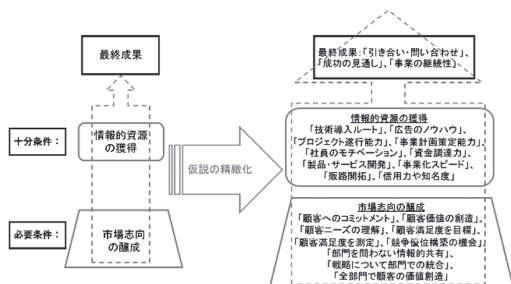 最終成果
十分条件：
情報的資源
の獲得
必要条件：
市場志向
の醸成
仮説の精緻化
最終成果：「引き合い・問い合わせ」、
「成功の見通し」、「事業の継続性」
情報的資源の獲得
「技術導入ルート」、「広告のノウハウ」、
「プロジェクト遂行能力」、「事業計画策定能力」、
「社員のモチベーション」、「資金調達力」、
「製品・サービス開発」、「事業化スピード」、
「販路開拓」、「信用力や知名度」
市場志向の醸成
「顧客へのコミットメント」、「顧客価値の創造」、
「顧客ニーズの理解」、「顧客満足度を目標」、
「顧客満足度を測定」、「競争優位構築の機会」、
「部門を問わない情報的共有」、
「戦略について部門での統合」、
「全部門で顧客の価値創造」